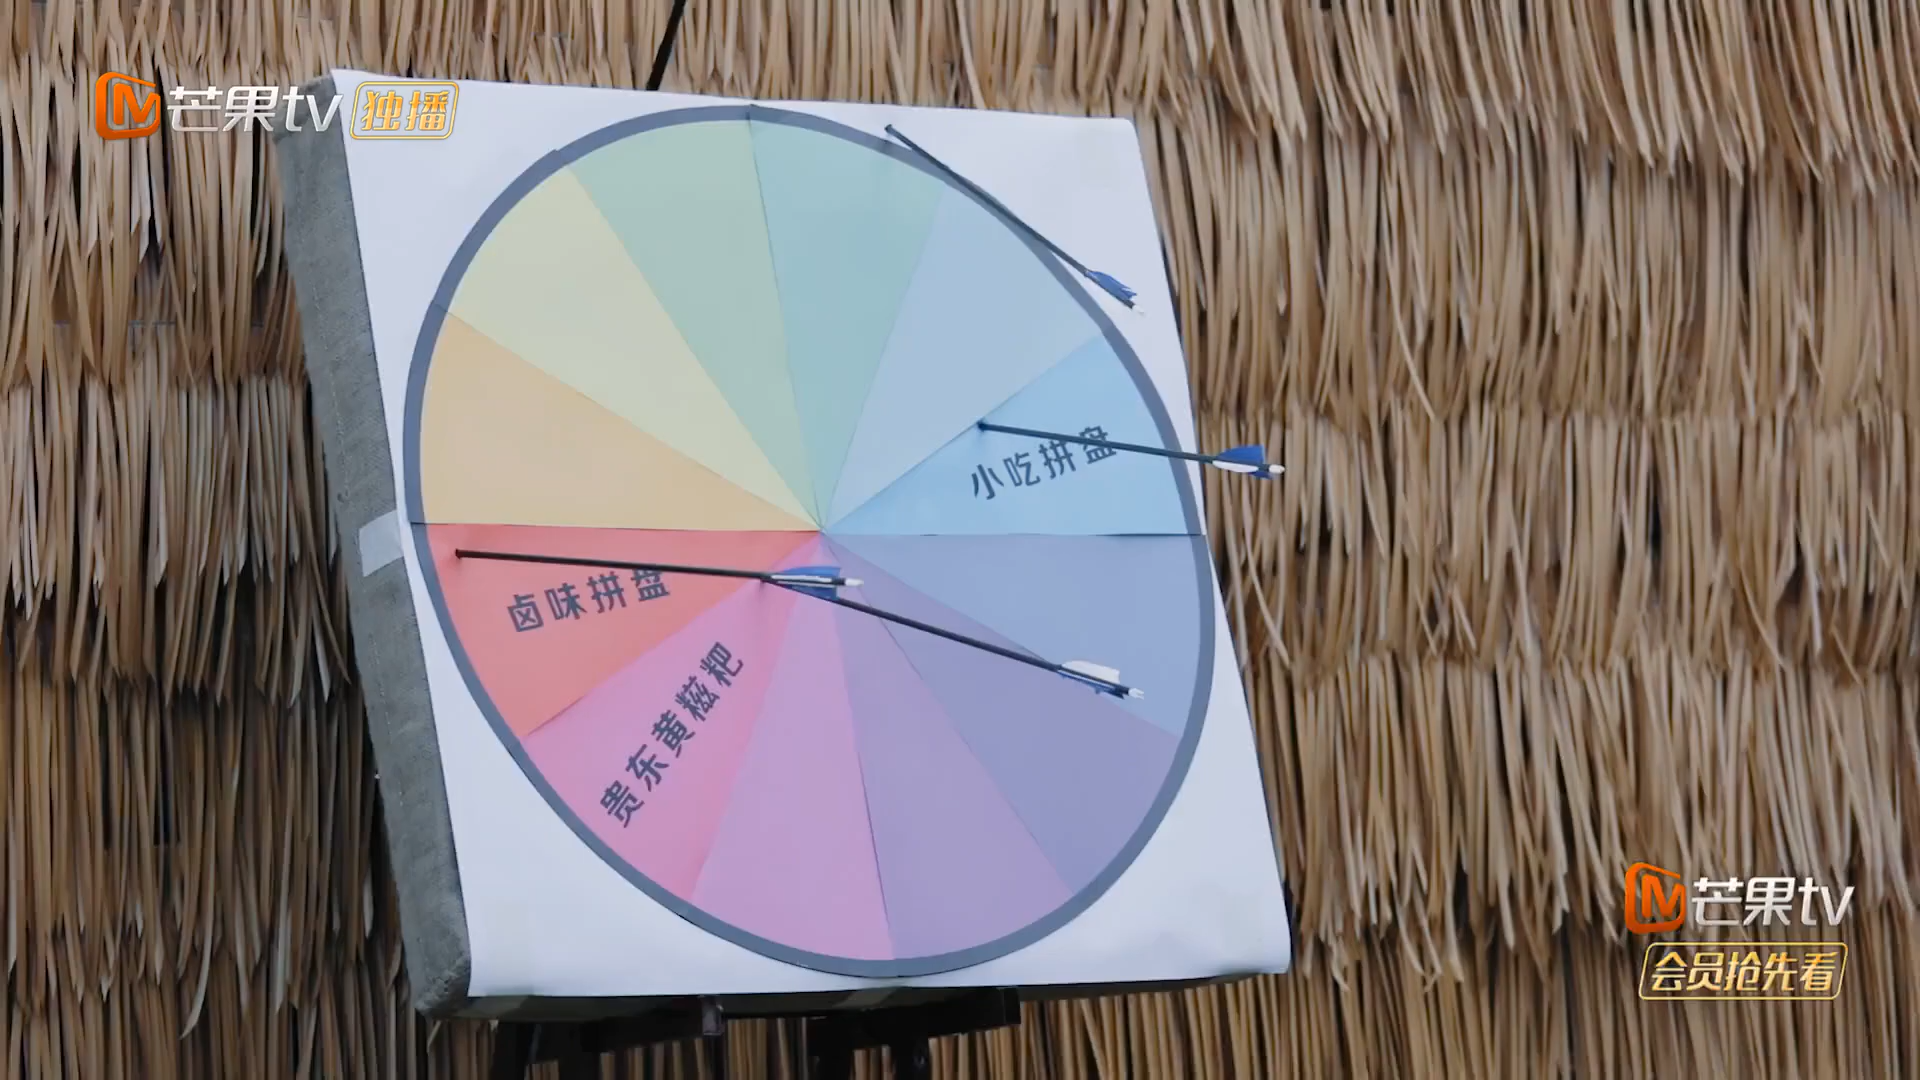 芒果tv 独播
小吃拼盘
卤味拼盘
贵东黄糍粑
芒果tv
会员抢先看